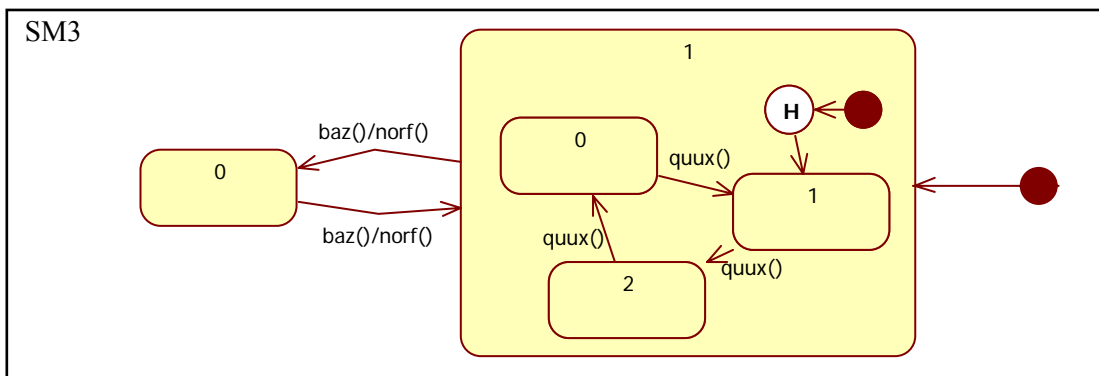 SM3
1
H
baz()/norf()
0
0
quux()
1
baz()/norf()
quux()
quux()
2